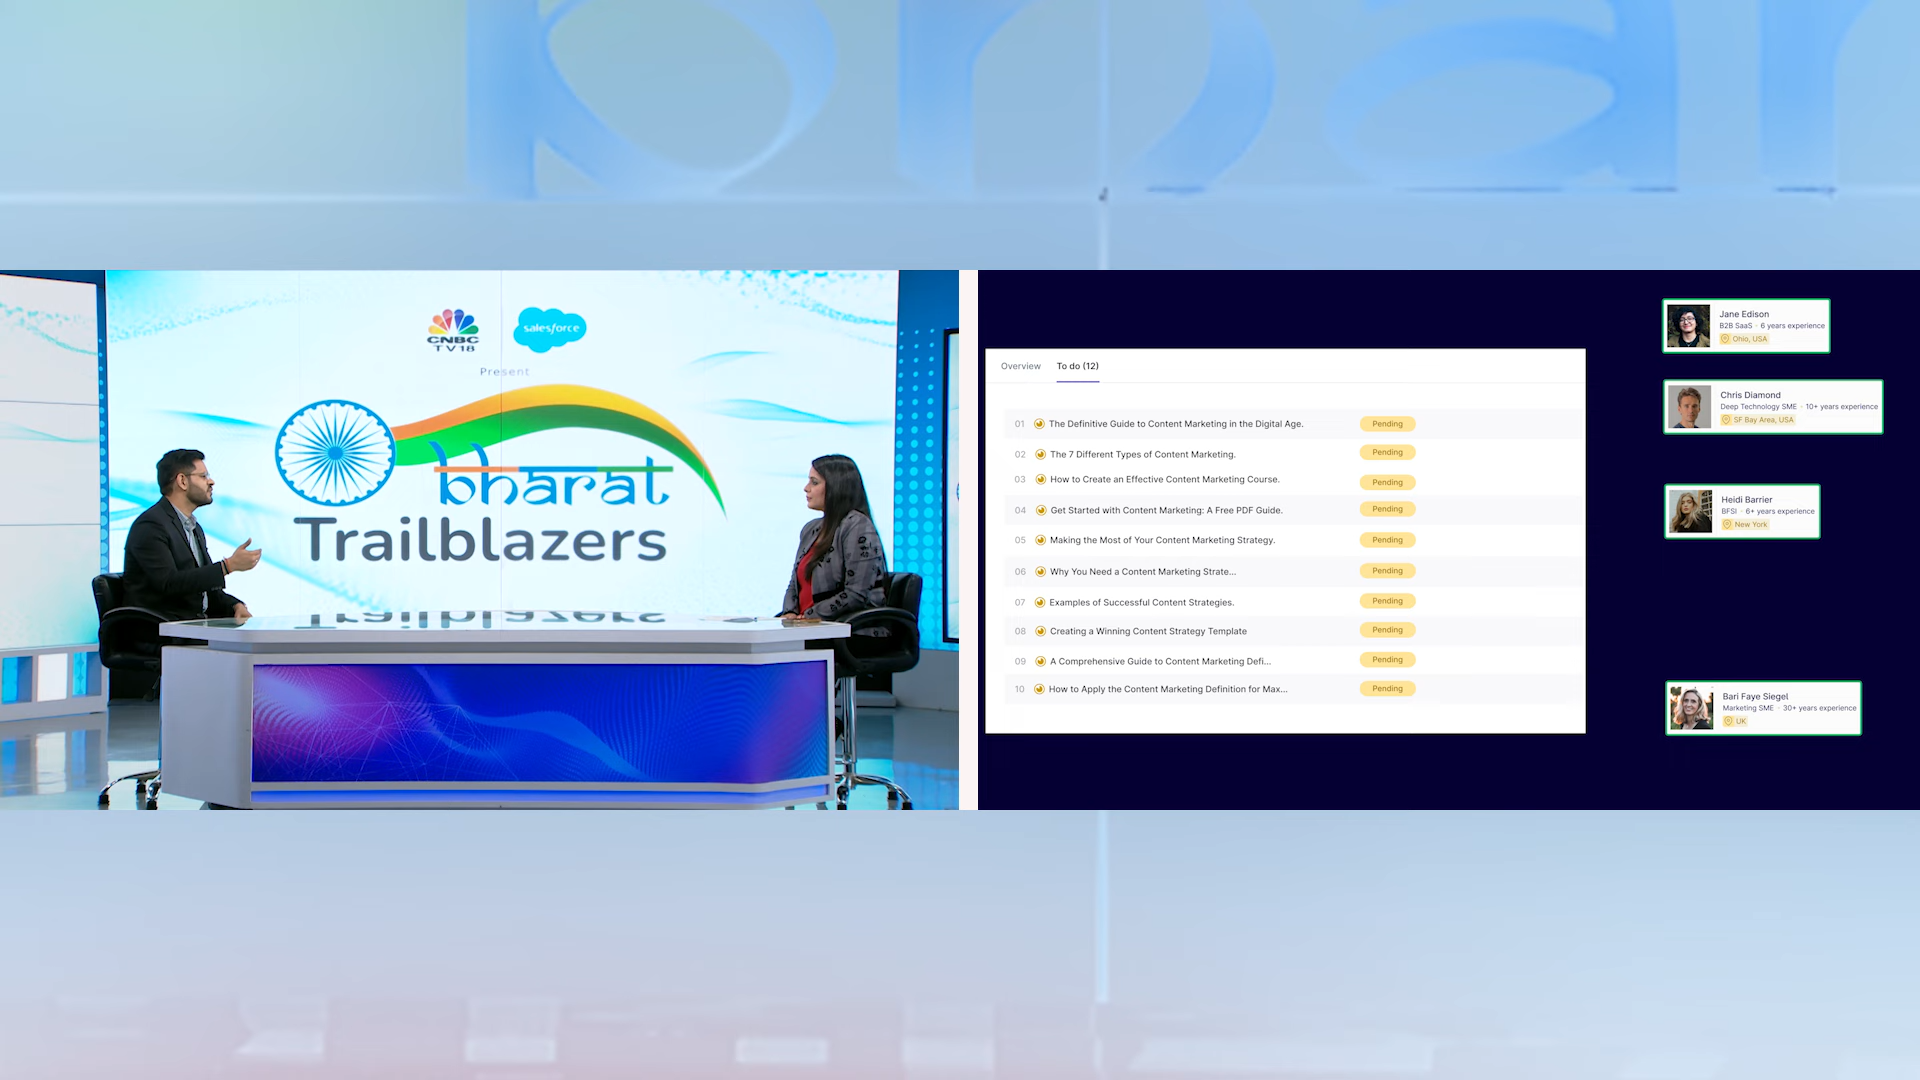 CNBC
TV18
salesforce
Present
bharat
Trailblazers
Overview
To do (12)
01 The Definitive Guide to Content Marketing in the Digital Age. Pending
02 The 7 Different Types of Content Marketing. Pending
03 How to Create an Effective Content Marketing Course. Pending
04 Get Started with Content Marketing: A Free PDF Guide. Pending
05 Making the Most of Your Content Marketing Strategy. Pending
06 Why You Need a Content Marketing Strate... Pending
07 Examples of Successful Content Strategies. Pending
08 Creating a Winning Content Strategy Template Pending
09 A Comprehensive Guide to Content Marketing Defi... Pending
10 How to Apply the Content Marketing Definition for Max... Pending
Jane Edison
B2B SaaS · 6 years experience
Ohio, USA
Chris Diamond
Deep Technology SME · 10+ years experience
SF Bay Area, USA
Heidi Barrier
BFSI · 6+ years experience
New York
Bari Faye Siegel
Marketing SME · 30+ years experience
UK